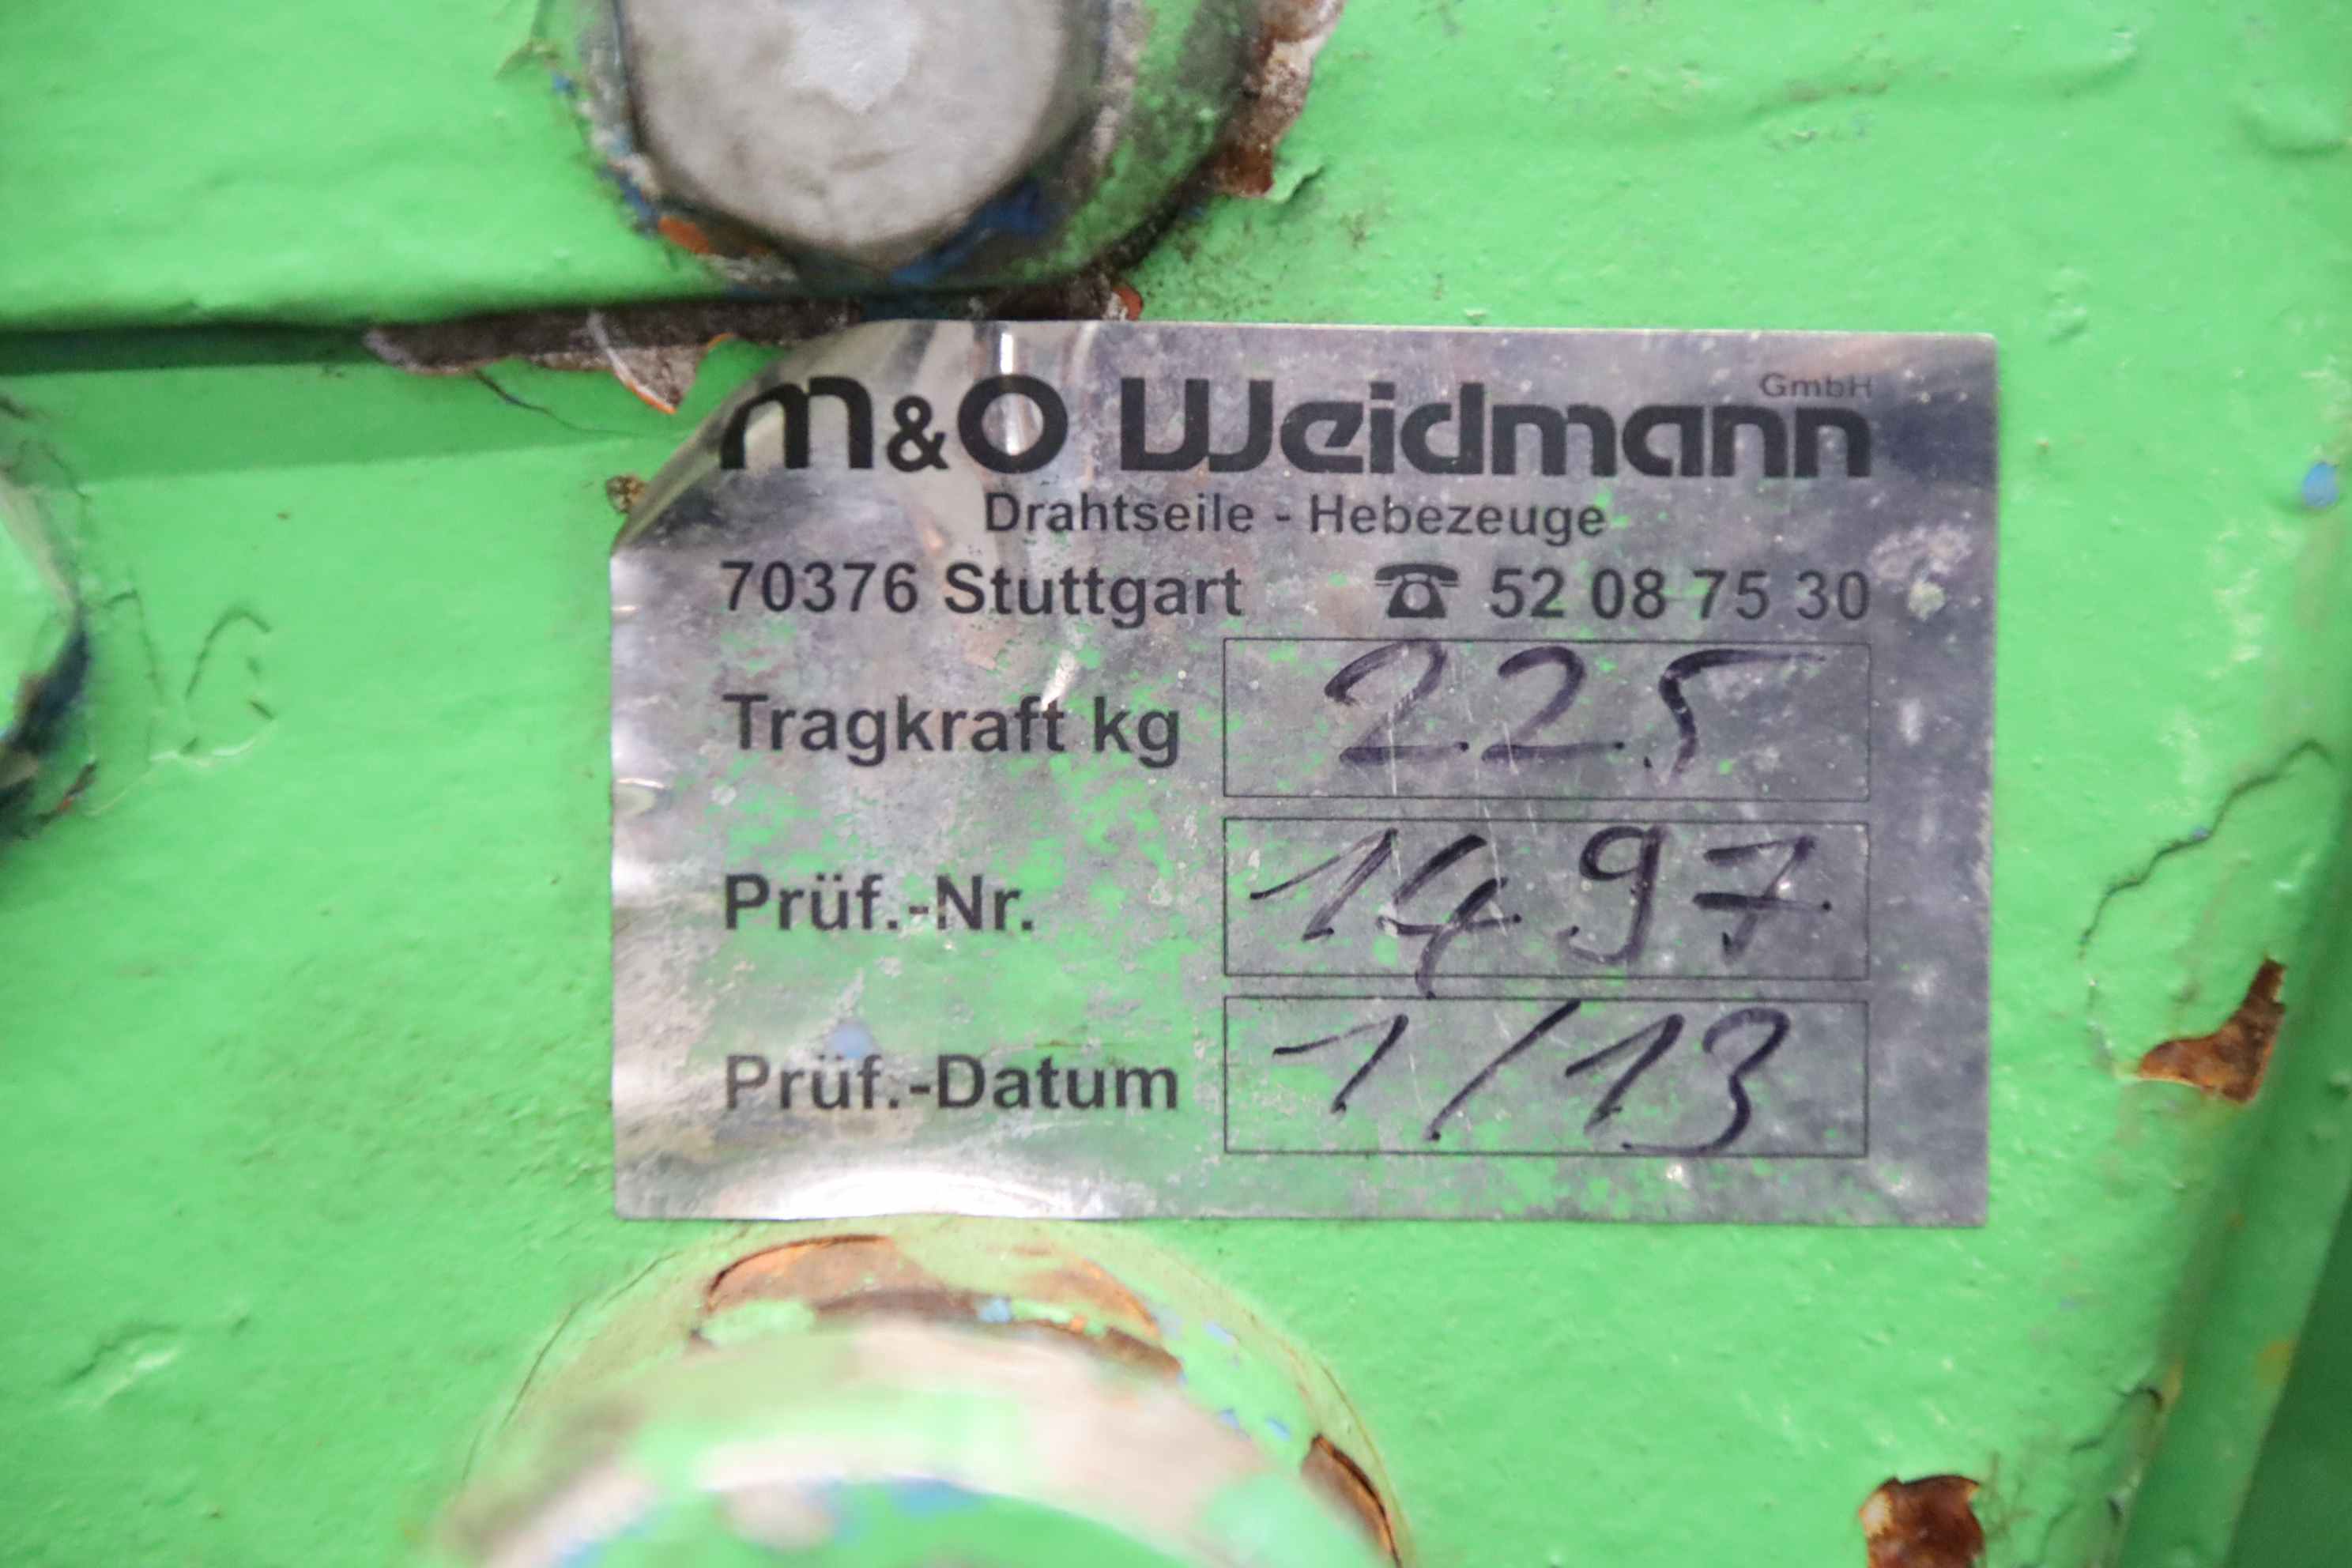 M&O Weidmann GmbH
Drahtseile - Hebezeuge
70376 Stuttgart ☎ 52 08 75 30
Tragkraft kg 225
Prüf.-Nr. 1497
Prüf.-Datum 1/13